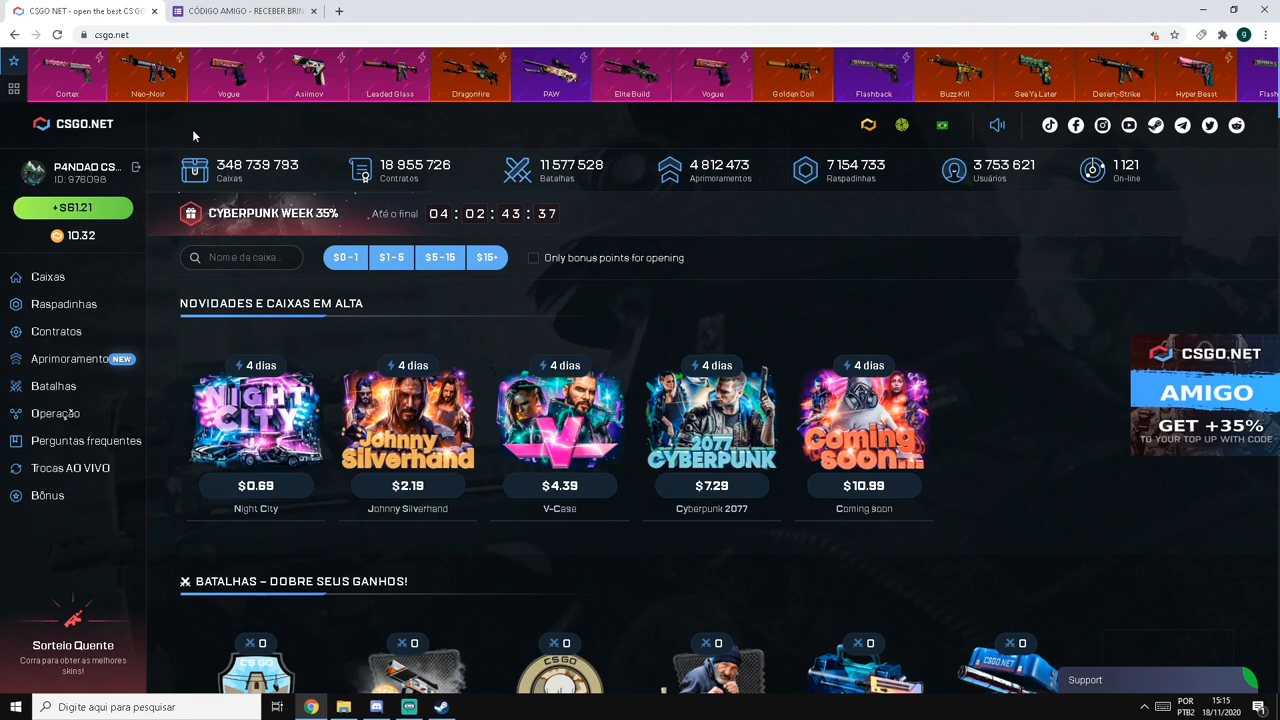 CSGO NET - open the best CS GO
CÓDIGO AMIGO - RECEBER BRIN
csgo.net
Cortex
Neo-Noir
Vogue
Asiimov
Leaded Glass
Dragonfire
PAW
Elite Build
Vogue
Golden Coil
Flashback
Buzz Kill
See Ya Later
Desert-Strike
Hyper Beast
Flash
CSGO.NET
P4NDAO CS...
ID: 976098
+$61.21
10.32
348 739 793
Caixas
18 955 726
Contratos
11 577 528
Batalhas
4 812 473
Aprimoramentos
7 154 733
Raspadinhas
3 753 621
Usuários
1 121
On-line
CYBERPUNK WEEK 35%
Até o final
04 : 02 : 43 : 37
Nome de caixa...
$0 - 1
$1 - 5
$5 - 15
$15+
Only bonus points for opening
Caixas
Raspadinhas
Contratos
Aprimoramento NEW
Batalhas
Operação
Perguntas frequentes
Trocas AO VIVO
Bônus
Sorteio Quente
Corra para obter as melhores
skins!
NOVIDADES E CAIXAS EM ALTA
4 dias
NIGHT
CITY
$0.69
Night City
4 dias
Johnny
Silverhand
$2.19
Johnny Silverhand
4 dias
V
$4.39
V-Case
4 dias
2077
CYBERPUNK
$7.29
Cyberpunk 2077
4 dias
Coming
soon...
$10.99
Coming soon
CSGO.NET
AMIGO
GET +35%
TO YOUR TOP UP WITH CODE
BATALHAS – DOBRE SEUS GANHOS!
0
0
0
0
0
0
CS GO
CS GO
CSGO.NET
Support
Digite aqui para pesquisar
POR
PTB2
15:15
18/11/2020